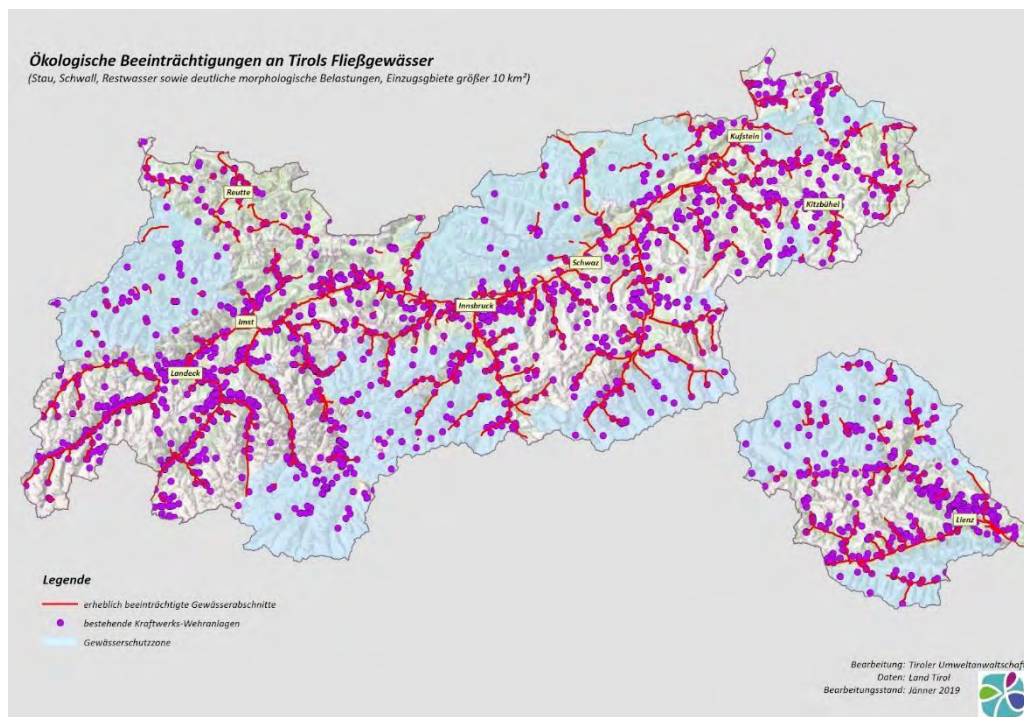 Ökologische Beeinträchtigungen an Tirols Fließgewässer
(Stau, Schwall, Restwasser sowie deutliche morphologische Belastungen, Einzugsgbiete größer 10 km²)
Kufstein
Reutte
Kitzbühel
Schwaz
Innsbruck
Imst
Landeck
Lienz
Legende
erheblich beeinträchtigte Gewässerabschnitte
bestehende Kraftwerks-Wehranlagen
Gewässerschutzzone
Bearbeitung: Tiroler Umweltanwaltschaft
Daten: Land Tirol
Bearbeitungsstand: Jänner 2019